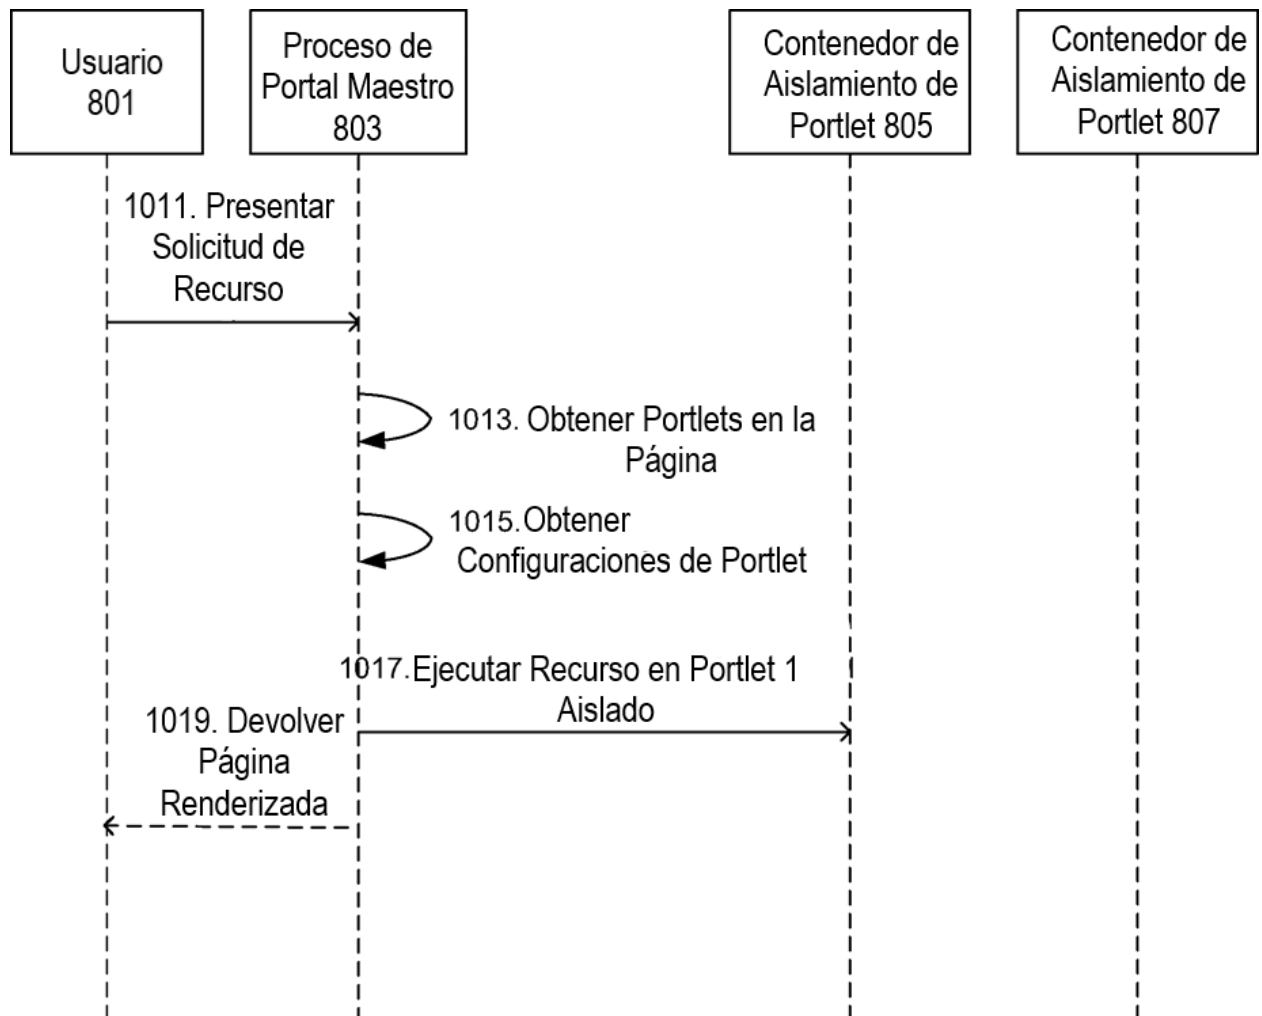 Usuario
801
Proceso de
Portal Maestro
803
Contenedor de
Aislamiento de
Portlet 805
Contenedor de
Aislamiento de
Portlet 807
1011. Presentar
Solicitud de
Recurso
1013. Obtener Portlets en la
Página
1015.Obtener
Configuraciones de Portlet
1017.Ejecutar Recurso en Portlet 1
Aislado
1019. Devolver
Página
Renderizada